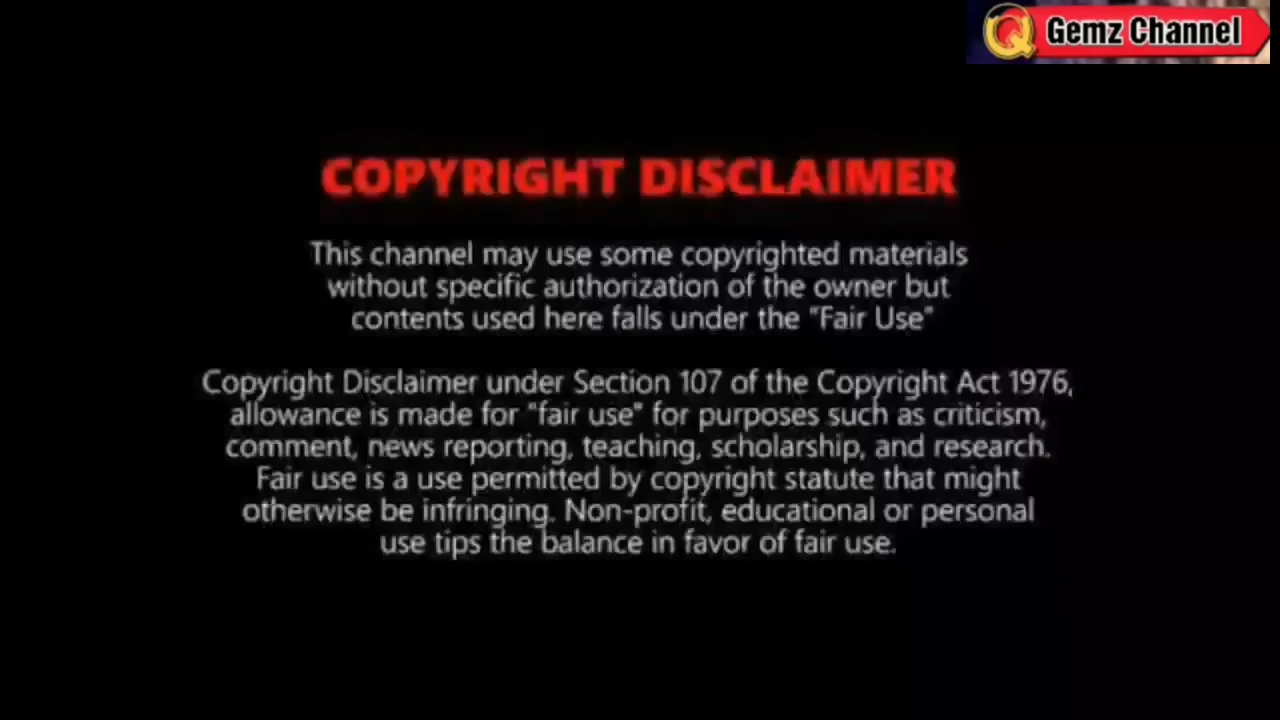 Gemz Channel
COPYRIGHT DISCLAIMER
This channel may use some copyrighted materials
without specific authorization of the owner but
contents used here falls under the "Fair Use"
Copyright Disclaimer under Section 107 of the Copyright Act 1976,
allowance is made for "fair use" for purposes such as criticism,
comment, news reporting, teaching, scholarship, and research.
Fair use is a use permitted by copyright statute that might
otherwise be infringing. Non-profit, educational or personal
use tips the balance in favor of fair use.